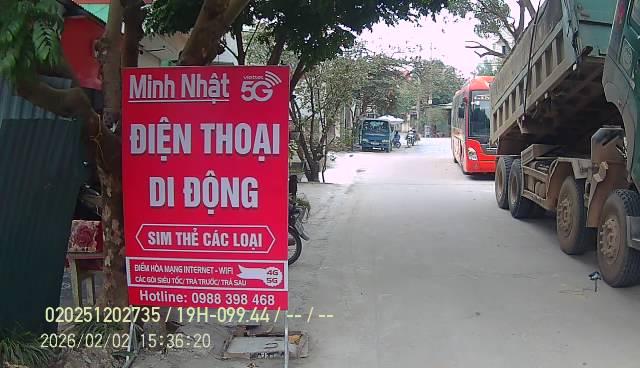 Minh Nhật
viettel
5G
ĐIỆN THOẠI
DI ĐỘNG
SIM THẺ CÁC LOẠI
ĐIỂM HÒA MẠNG INTERNET - WIFI
CÁC GÓI SIÊU TỐC/ TRẢ TRƯỚC/ TRẢ SAU
4G
5G
Hotline: 0988 398 468
020251202735 / 19H-099.44 / -- / --
2026/02/02 15:36:20